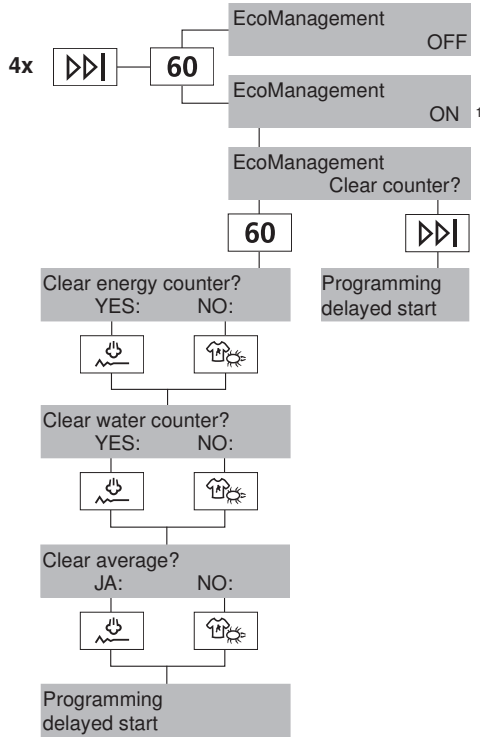 EcoManagement
OFF
4x
60
EcoManagement
ON 1
EcoManagement
Clear counter?
60
Clear energy counter?
YES: NO:
Programming
delayed start
Clear water counter?
YES: NO:
Clear average?
JA: NO:
Programming
delayed start